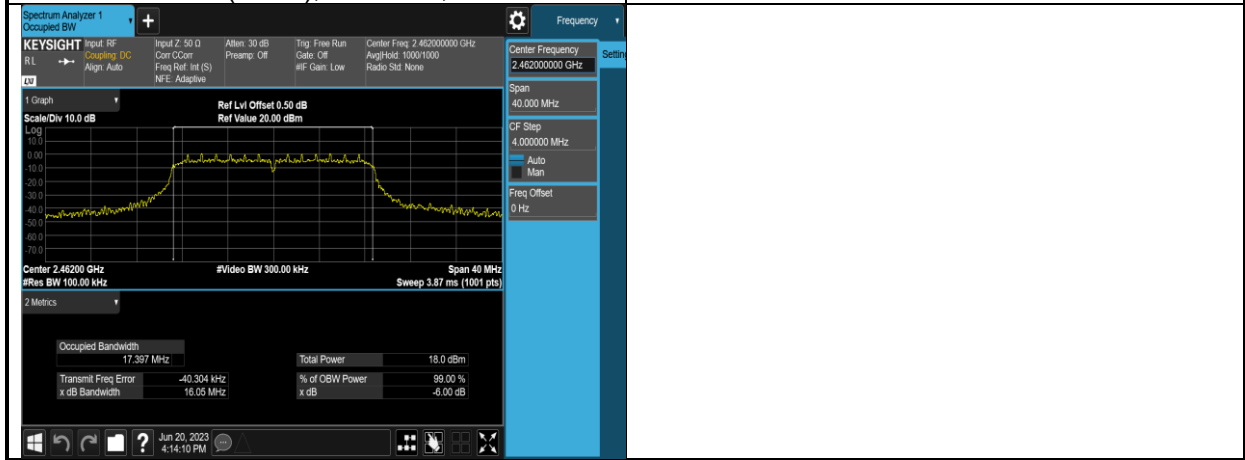 Spectrum Analyzer 1
Occupied BW
+
Frequency
KEYSIGHT
RL
LXI
Input: RF
Coupling: DC
Align: Auto
Input Z: 50 Ω
Corr CCorr
Freq Ref: Int (S)
NFE: Adaptive
Atten: 30 dB
Preamp: Off
Trig: Free Run
Gate: Off
#IF Gain: Low
Center Freq: 2.462000000 GHz
Avg|Hold: 1000/1000
Radio Std: None
Center Frequency
2.462000000 GHz
Settin
Span
40.000 MHz
CF Step
4.000000 MHz
Auto
Man
Freq Offset
0 Hz
1 Graph
Scale/Div 10.0 dB
Ref Lvl Offset 0.50 dB
Ref Value 20.00 dBm
Log
10.0
0.00
-10.0
-20.0
-30.0
-40.0
-50.0
-60.0
-70.0
Center 2.46200 GHz
#Res BW 100.00 kHz
#Video BW 300.00 kHz
Span 40 MHz
Sweep 3.87 ms (1001 pts)
2 Metrics
Occupied Bandwidth
17.397 MHz
Total Power 18.0 dBm
Transmit Freq Error -40.304 kHz
% of OBW Power 99.00 %
x dB Bandwidth 16.05 MHz
x dB -6.00 dB
?
Jun 20, 2023
4:14:10 PM